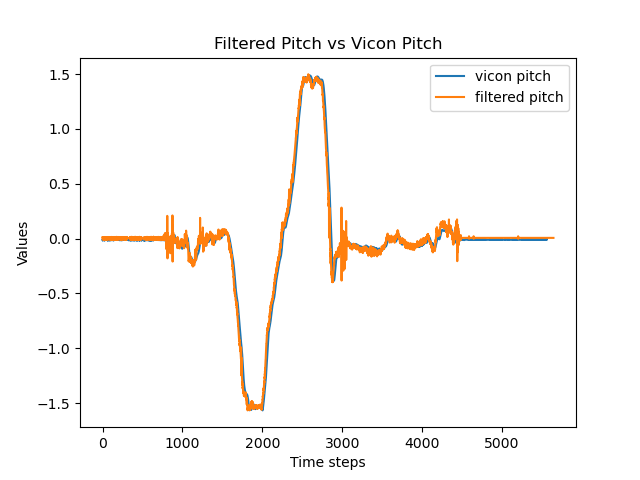 Filtered Pitch vs Vicon Pitch
vicon pitch
filtered pitch
1.5
1.0
0.5
0.0
−0.5
−1.0
−1.5
Values
0 1000 2000 3000 4000 5000
Time steps